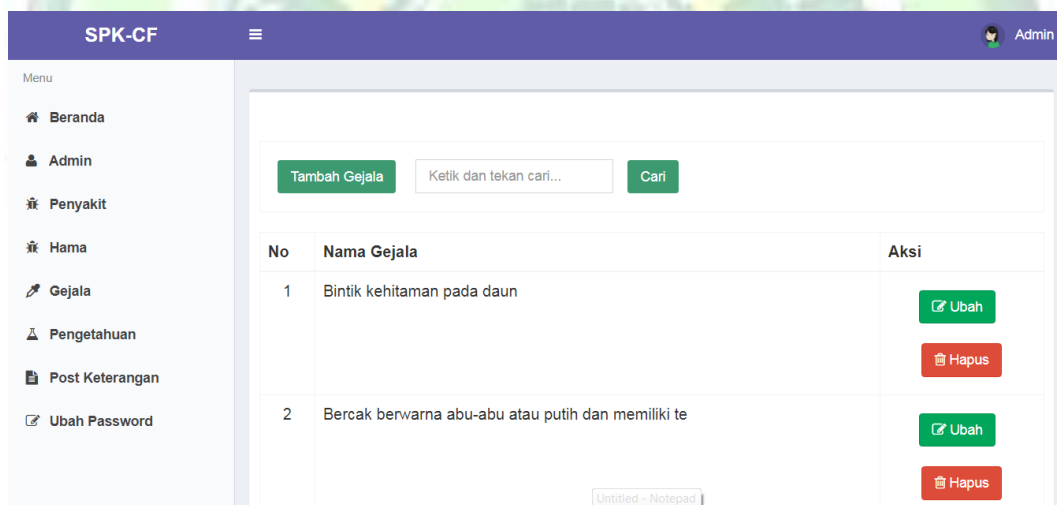 SPK-CF
Admin
Menu
Beranda
Admin
Penyakit
Hama
Gejala
Pengetahuan
Post Keterangan
Ubah Password
Tambah Gejala
Ketik dan tekan cari...
Cari
No Nama Gejala Aksi
1 Bintik kehitaman pada daun
Ubah
Hapus
2 Bercak berwarna abu-abu atau putih dan memiliki te
Ubah
Hapus
Untitled - Notepad